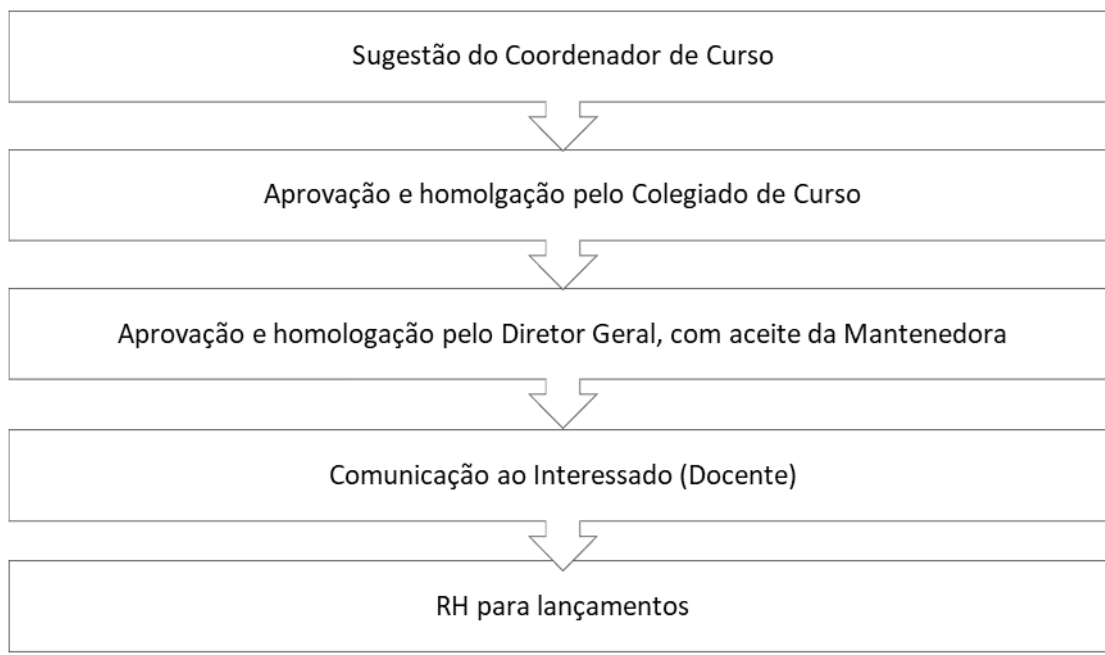 Sugestão do Coordenador de Curso
Aprovação e homolgação pelo Colegiado de Curso
Aprovação e homologação pelo Diretor Geral, com aceite da Mantenedora
Comunicação ao Interessado (Docente)
RH para lançamentos